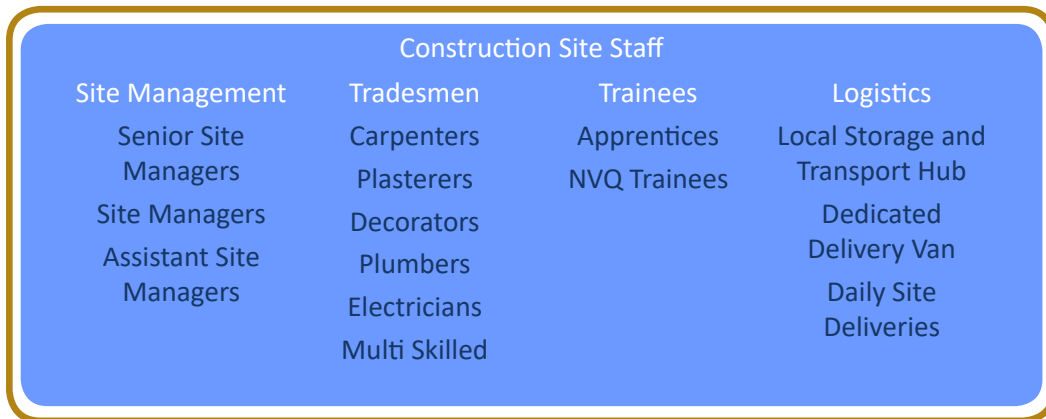 Construction Site Staff
Site Management
Senior Site
Managers
Site Managers
Assistant Site
Managers
Tradesmen
Carpenters
Plasterers
Decorators
Plumbers
Electricians
Multi Skilled
Trainees
Apprentices
NVQ Trainees
Logistics
Local Storage and
Transport Hub
Dedicated
Delivery Van
Daily Site
Deliveries